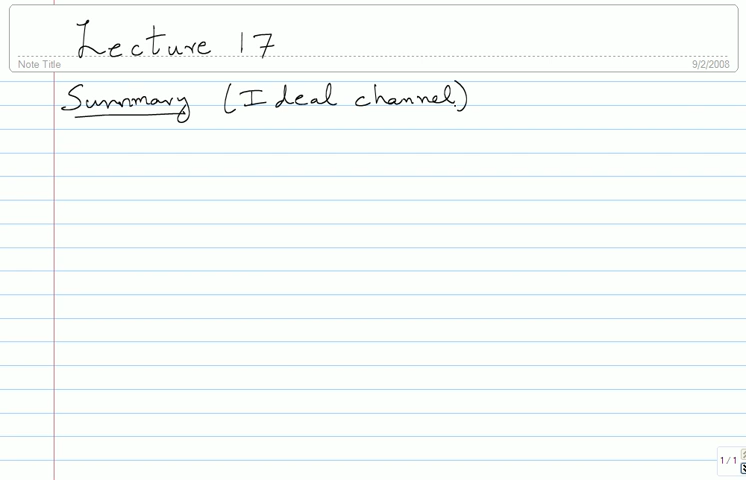 Lecture 17
Note Title
9/2/2008
Summary (Ideal channel)
1/1